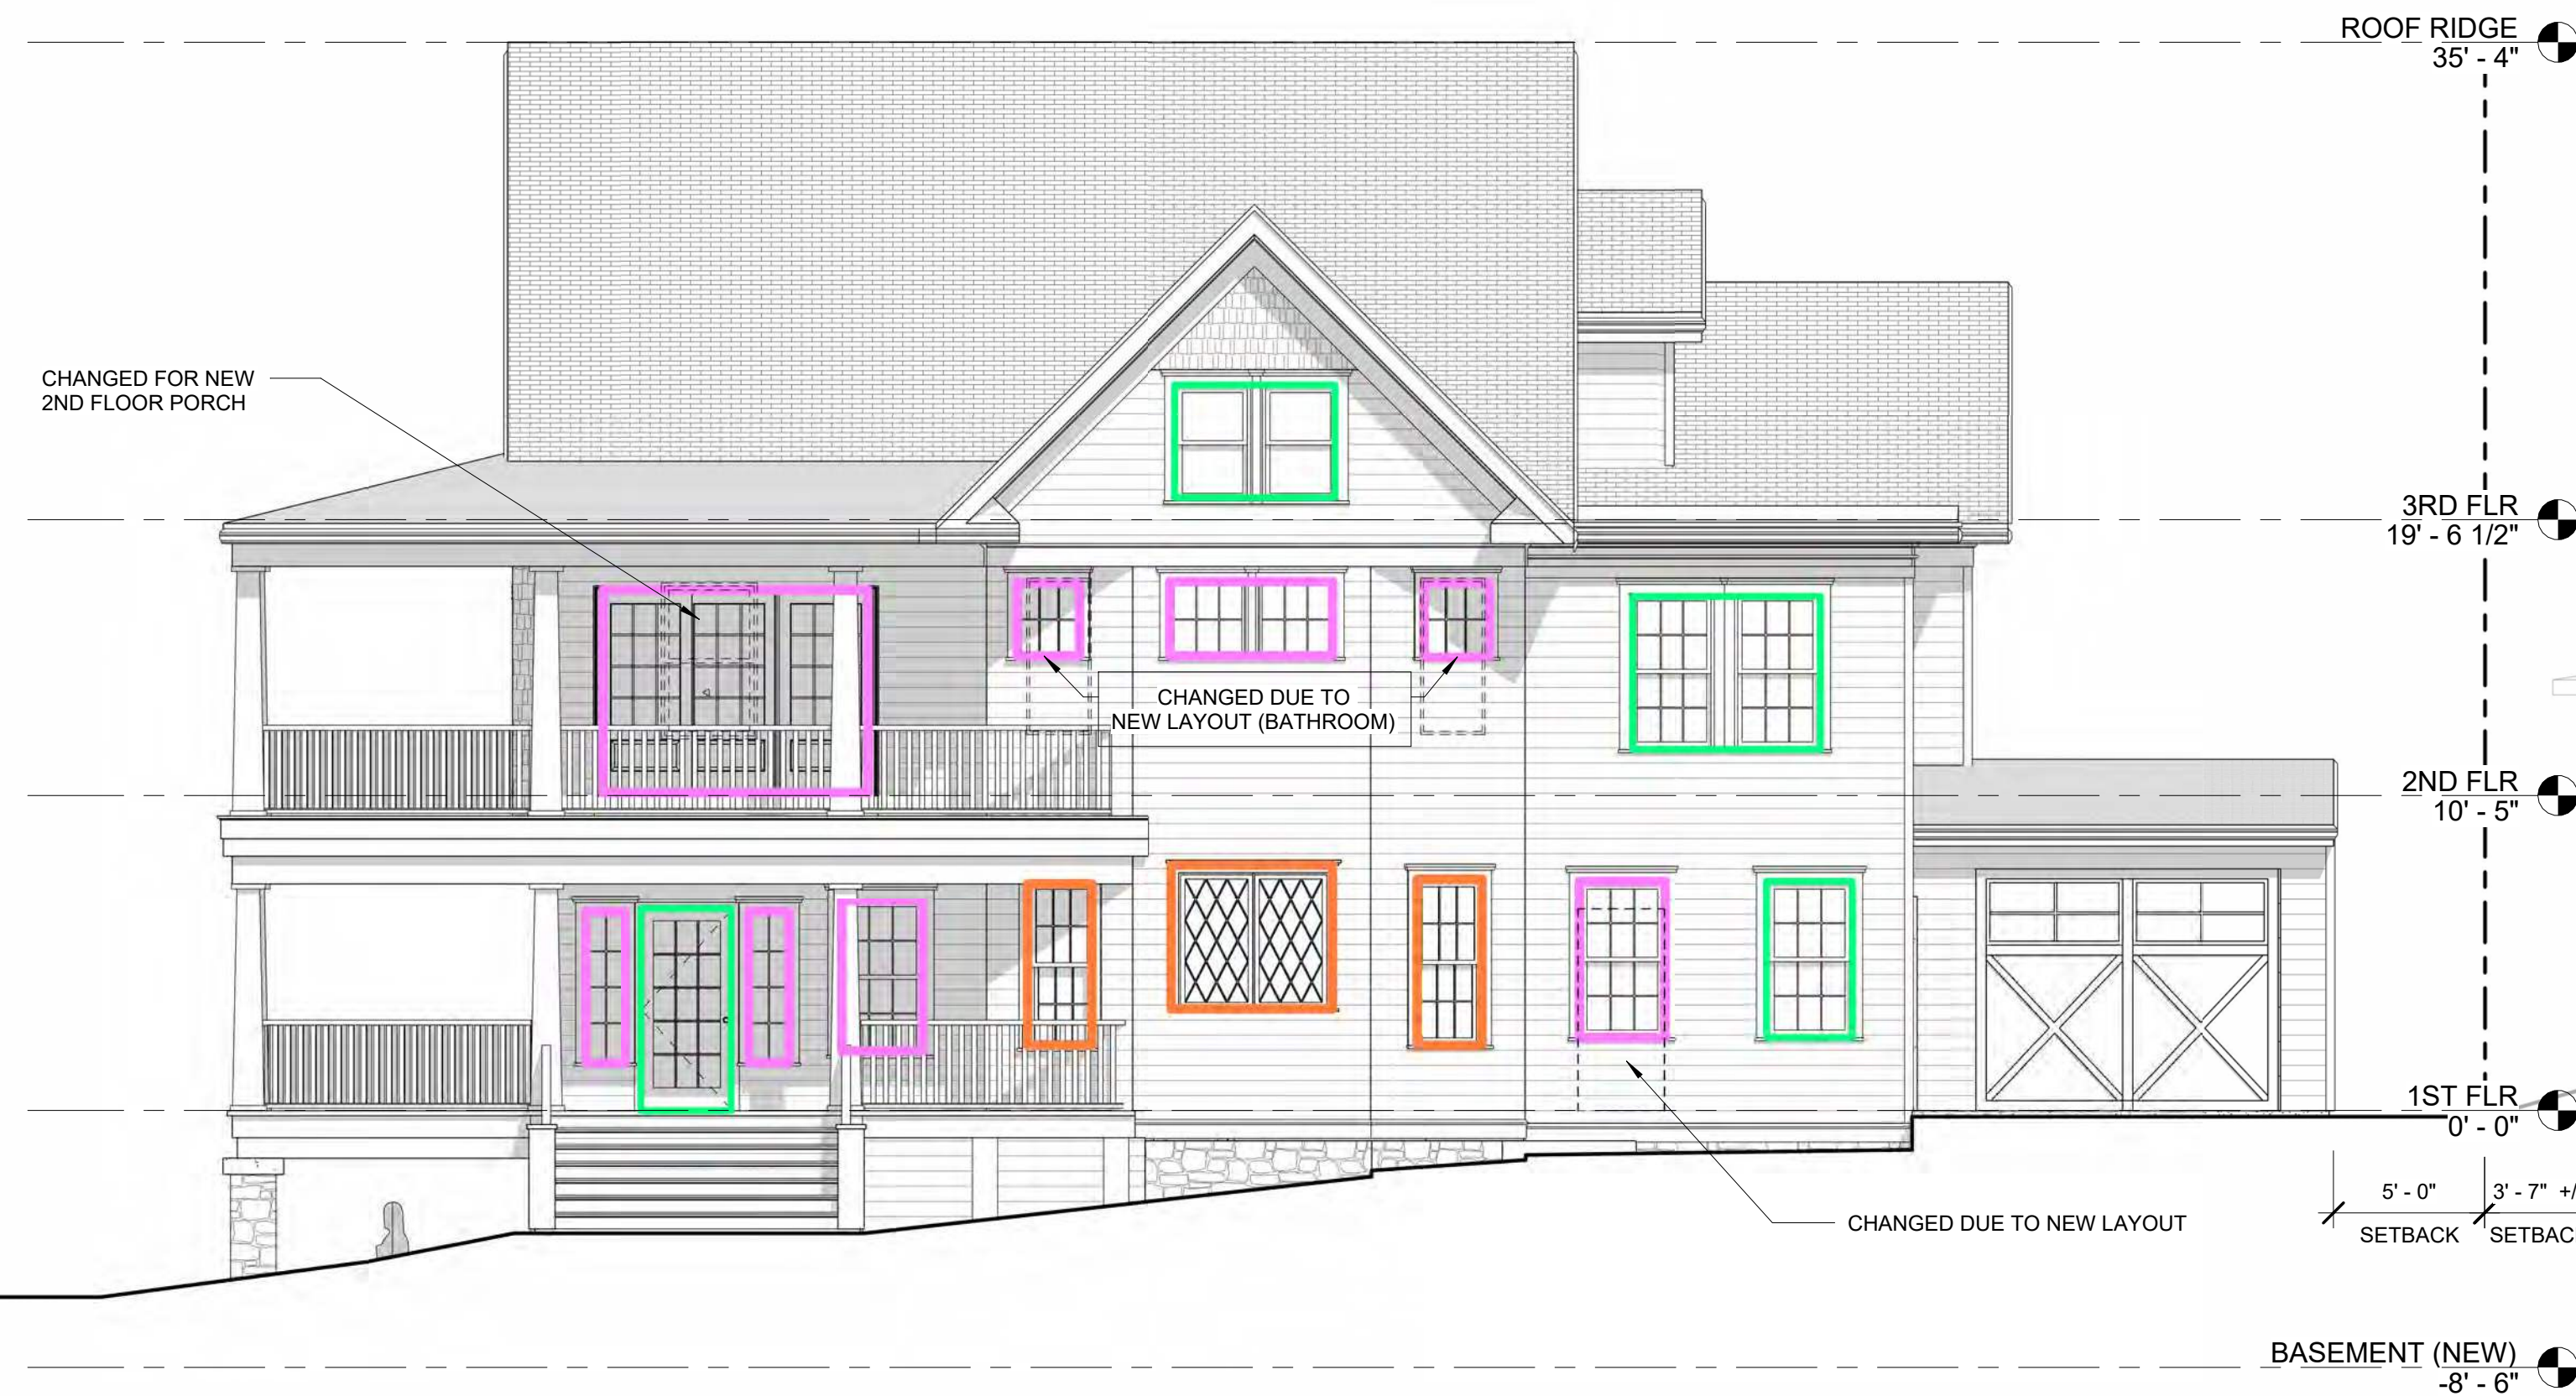 ROOF RIDGE
35' - 4"
CHANGED FOR NEW
2ND FLOOR PORCH
3RD FLR
19' - 6 1/2"
CHANGED DUE TO
NEW LAYOUT (BATHROOM)
2ND FLR
10' - 5"
1ST FLR
0' - 0"
5' - 0"
3' - 7" +/
SETBACK
SETBAC
CHANGED DUE TO NEW LAYOUT
BASEMENT (NEW)
-8' - 6"